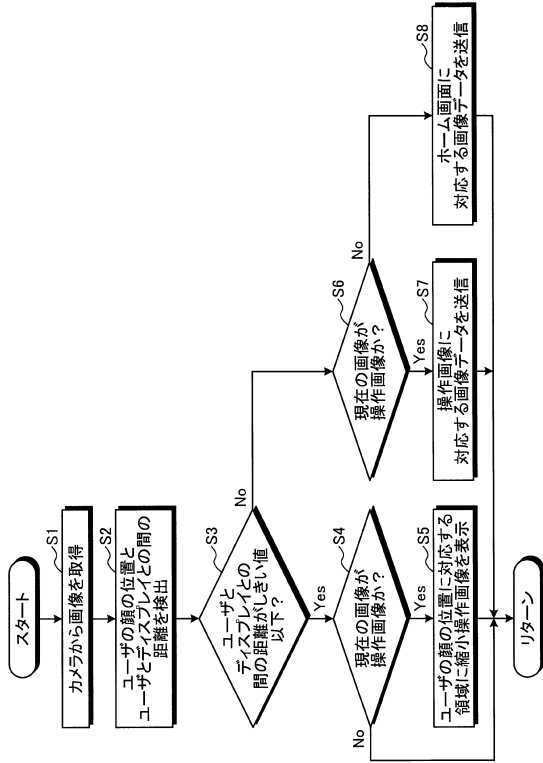 スタート
S1
カメラから画像を取得
S2
ユーザの顔の位置と
ユーザとディスプレイとの間の
距離を検出
S3
ユーザと
ディスプレイとの
間の距離がしきい値
以下?
No
Yes
S4
現在の画像が
操作画像か?
No
Yes
S5
ユーザの顔の位置に対応する
領域に縮小操作画像を表示
S6
現在の画像が
操作画像か?
No
Yes
S7
操作画像に
対応する画像データを送信
S8
ホーム画面に
対応する画像データを送信
リターン